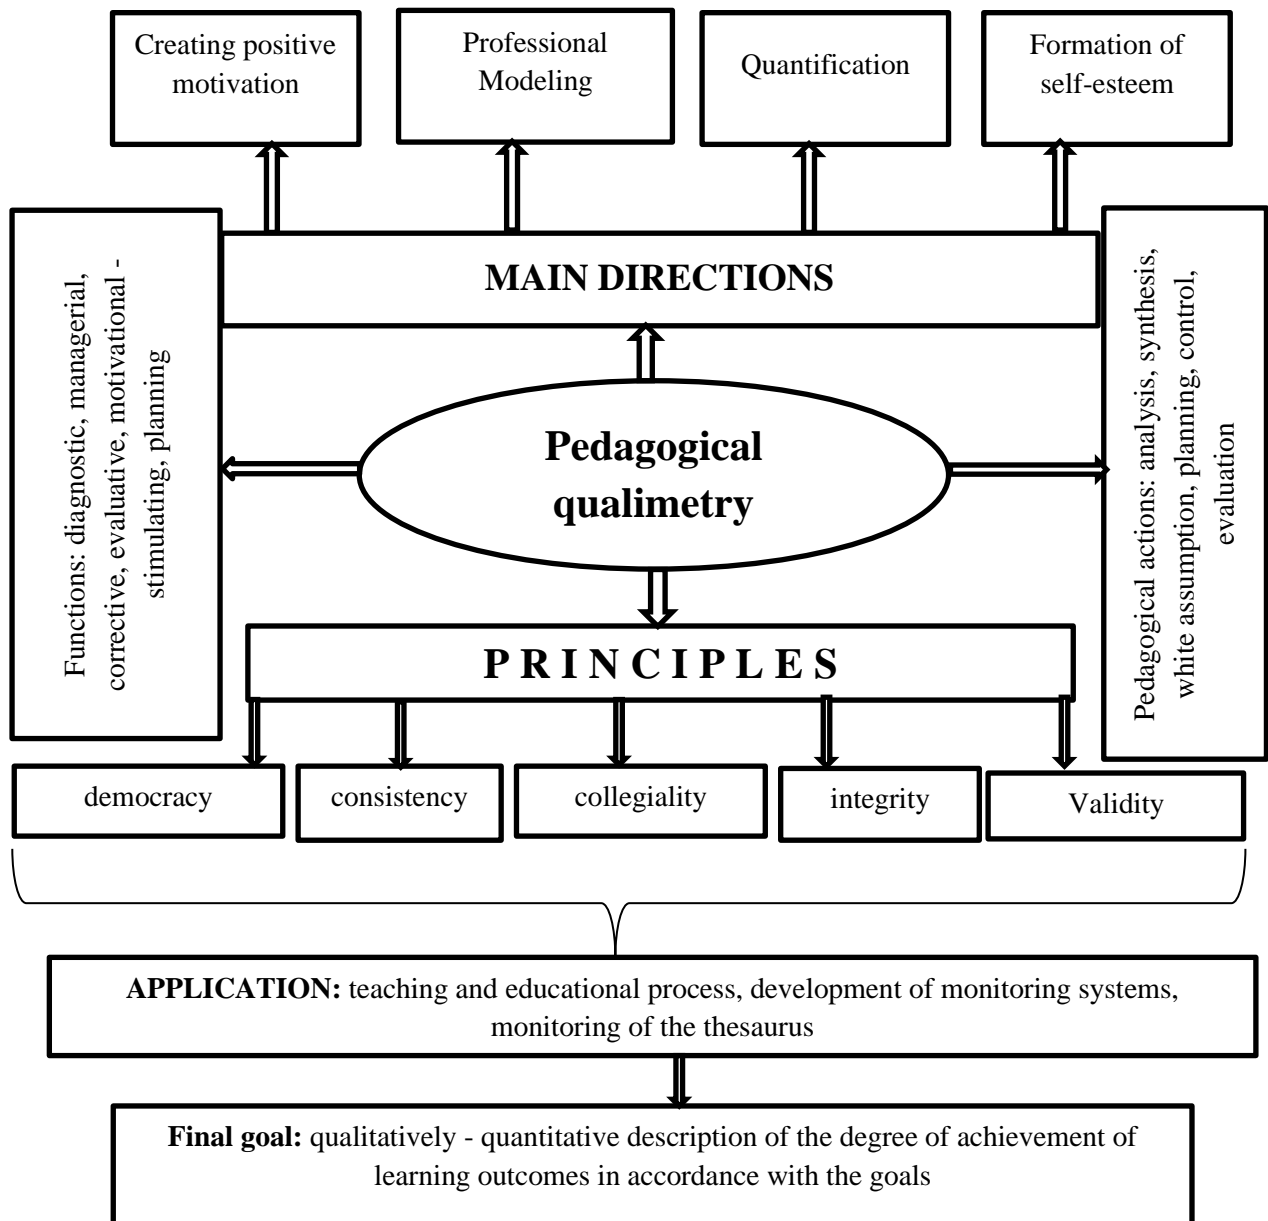 Creating positive
motivation
Professional
Modeling
Quantification
Formation of
self-esteem
MAIN DIRECTIONS
Functions: diagnostic, managerial,
corrective, evaluative, motivational -
stimulating, planning
Pedagogical
qualimetry
Pedagogical actions: analysis, synthesis,
white assumption, planning, control,
evaluation
P R I N C I P L E S
democracy
consistency
collegiality
integrity
Validity
APPLICATION: teaching and educational process, development of monitoring systems,
monitoring of the thesaurus
Final goal: qualitatively - quantitative description of the degree of achievement of
learning outcomes in accordance with the goals